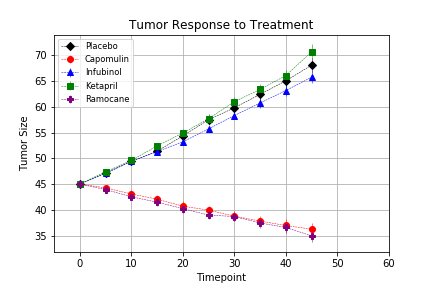 Tumor Response to Treatment
Placebo
Capomulin
Infubinol
Ketapril
Ramocane
Tumor Size
70
65
60
55
50
45
40
35
0 10 20 30 40 50 60
Timepoint